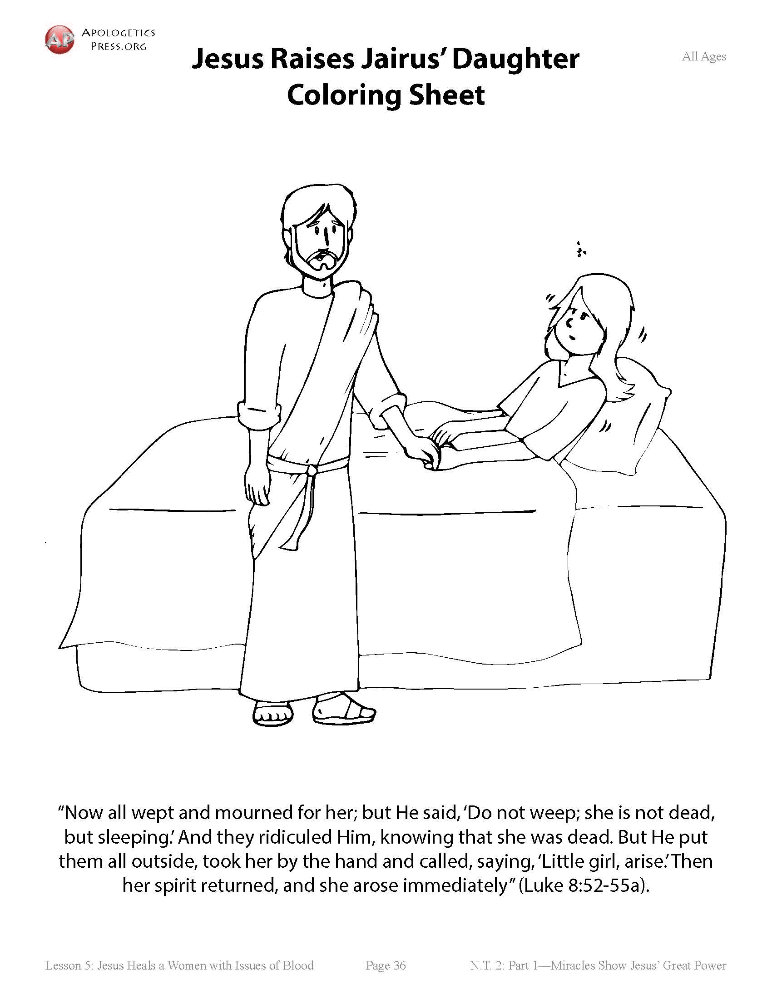 AP
APOLOGETICS
PRESS.ORG
Jesus Raises Jairus’ Daughter
Coloring Sheet
All Ages
“Now all wept and mourned for her; but He said, ‘Do not weep; she is not dead,
but sleeping.’ And they ridiculed Him, knowing that she was dead. But He put
them all outside, took her by the hand and called, saying, ‘Little girl, arise.’ Then
her spirit returned, and she arose immediately” (Luke 8:52-55a).
Lesson 5: Jesus Heals a Women with Issues of Blood
Page 36
N.T. 2: Part 1—Miracles Show Jesus’ Great Power